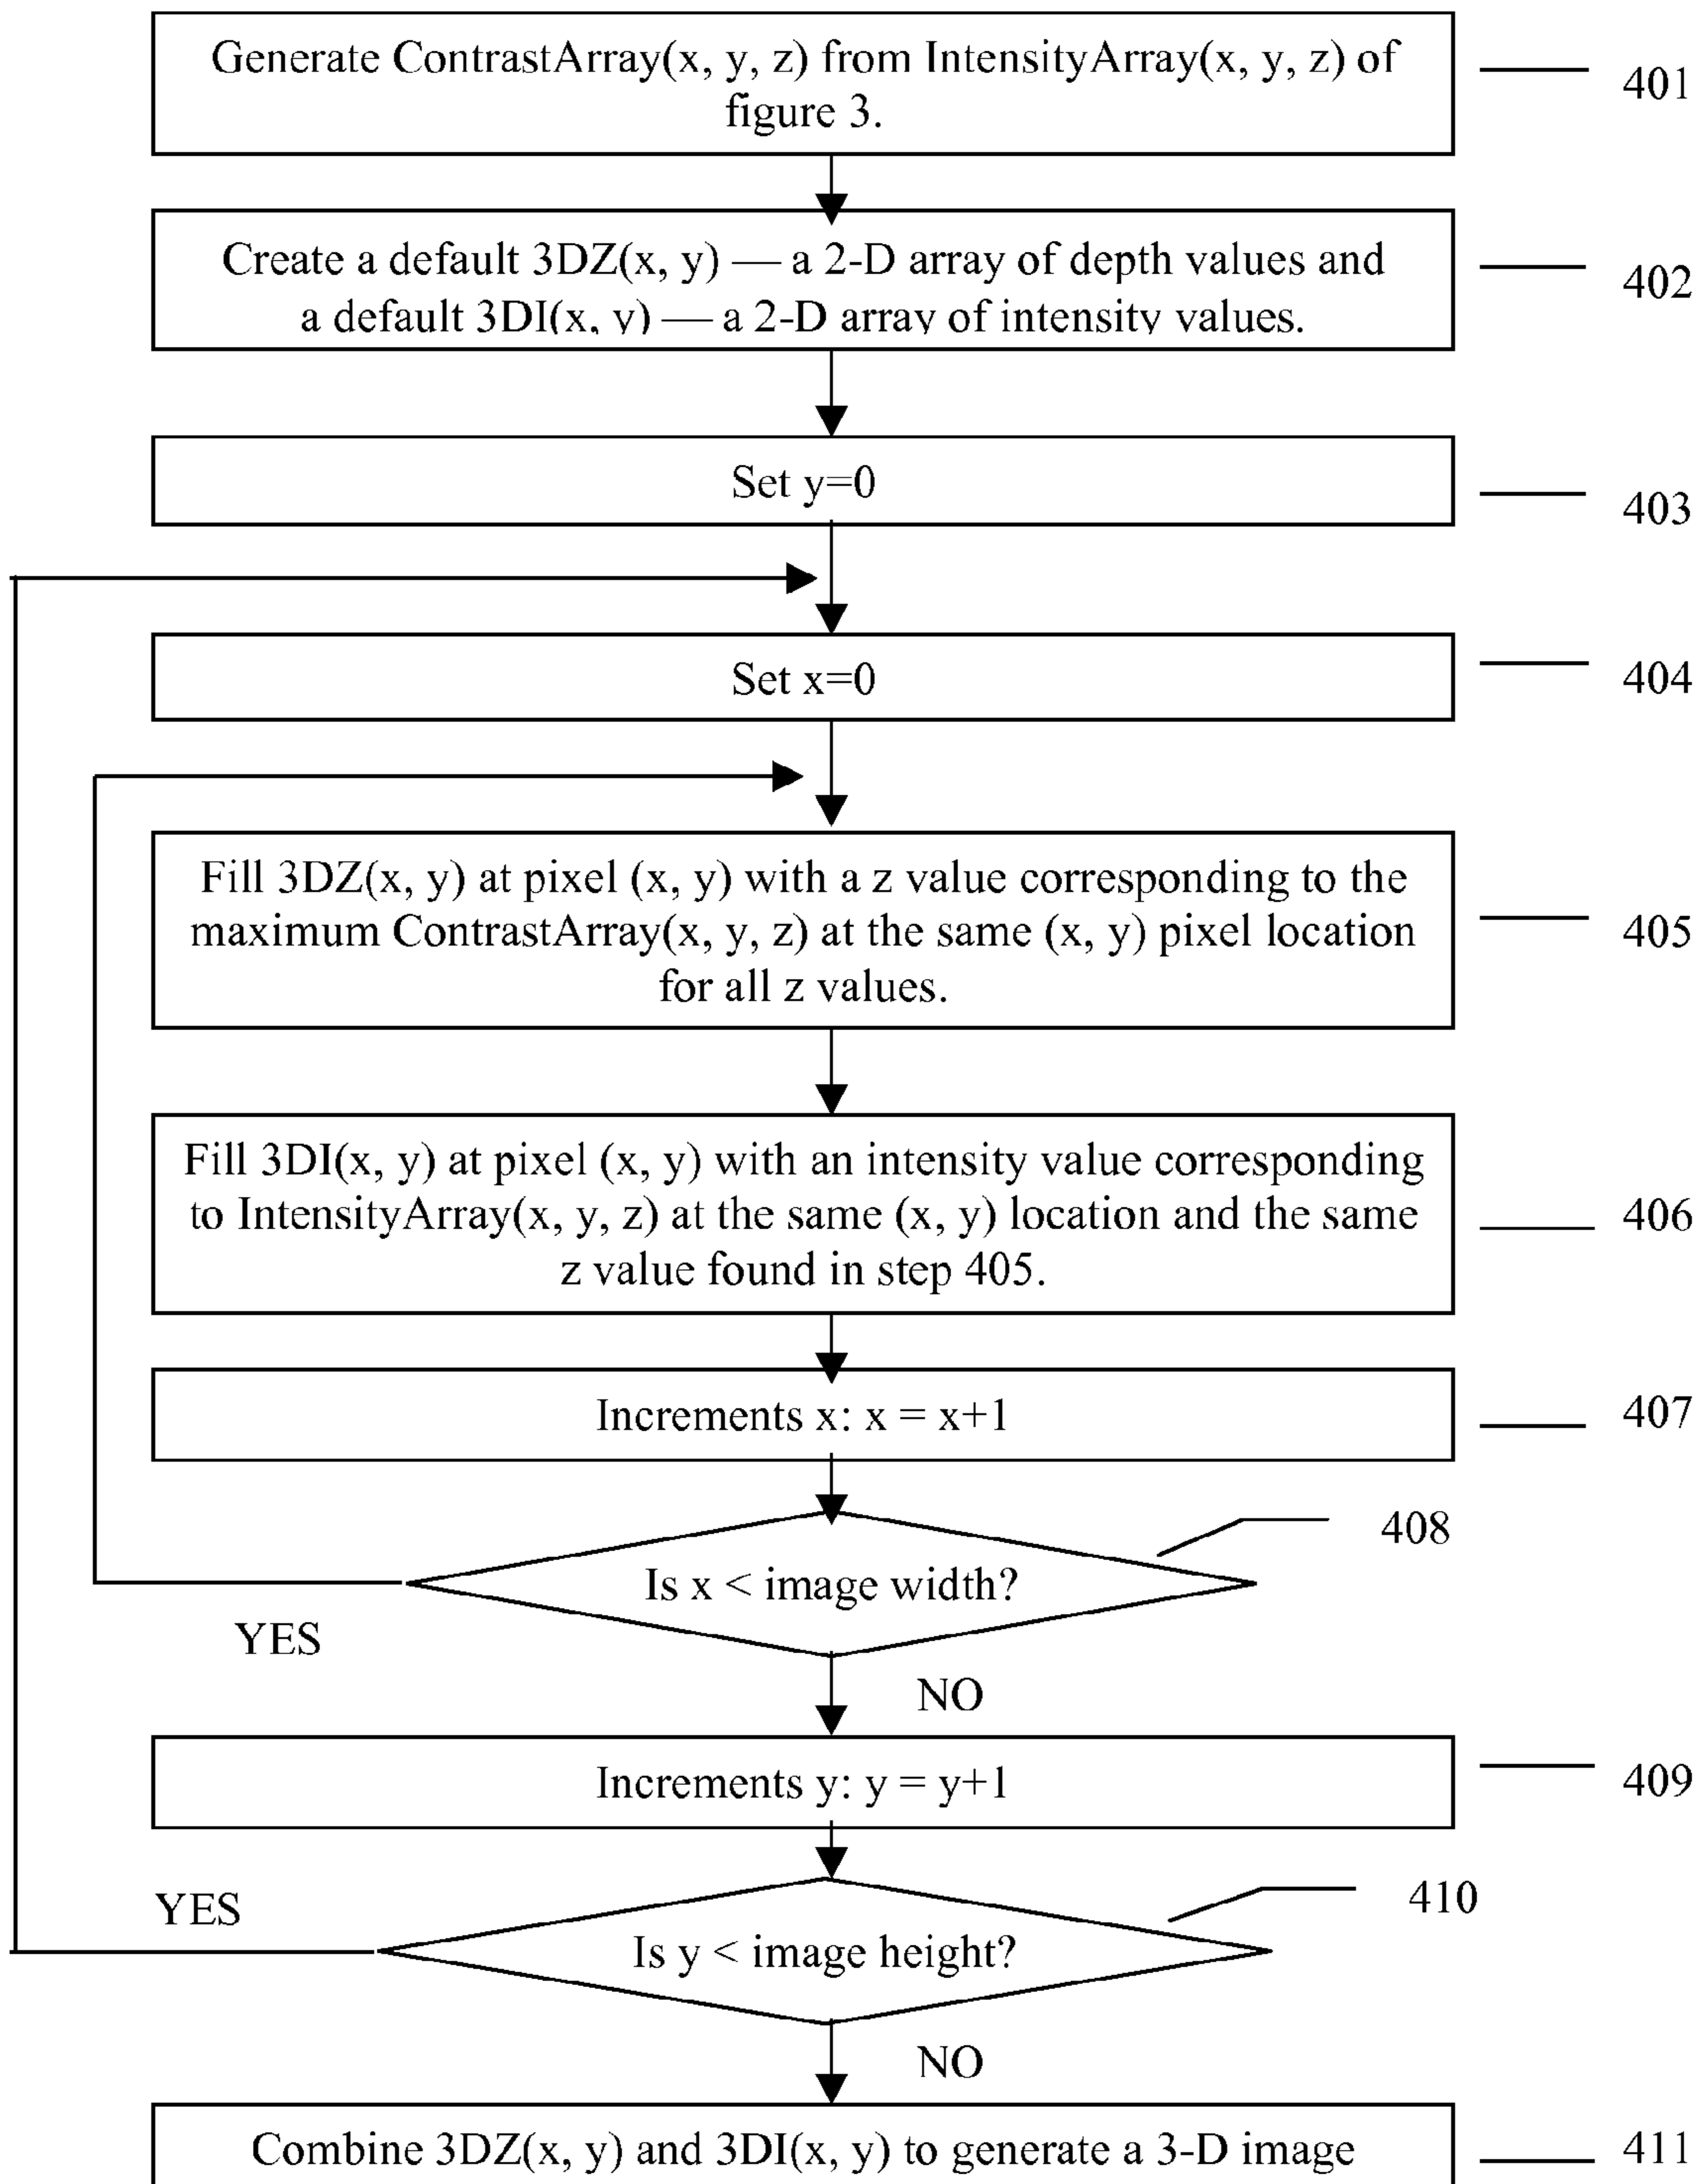 Generate ContrastArray(x, y, z) from IntensityArray(x, y, z) of
figure 3.
401
Create a default 3DZ(x, y) — a 2-D array of depth values and
a default 3DI(x, y) — a 2-D array of intensity values.
402
Set y=0
403
Set x=0
404
Fill 3DZ(x, y) at pixel (x, y) with a z value corresponding to the
maximum ContrastArray(x, y, z) at the same (x, y) pixel location
for all z values.
405
Fill 3DI(x, y) at pixel (x, y) with an intensity value corresponding
to IntensityArray(x, y, z) at the same (x, y) location and the same
z value found in step 405.
406
Increments x: x = x+1
407
408
Is x < image width?
YES
NO
Increments y: y = y+1
409
410
YES
Is y < image height?
NO
Combine 3DZ(x, y) and 3DI(x, y) to generate a 3-D image
411